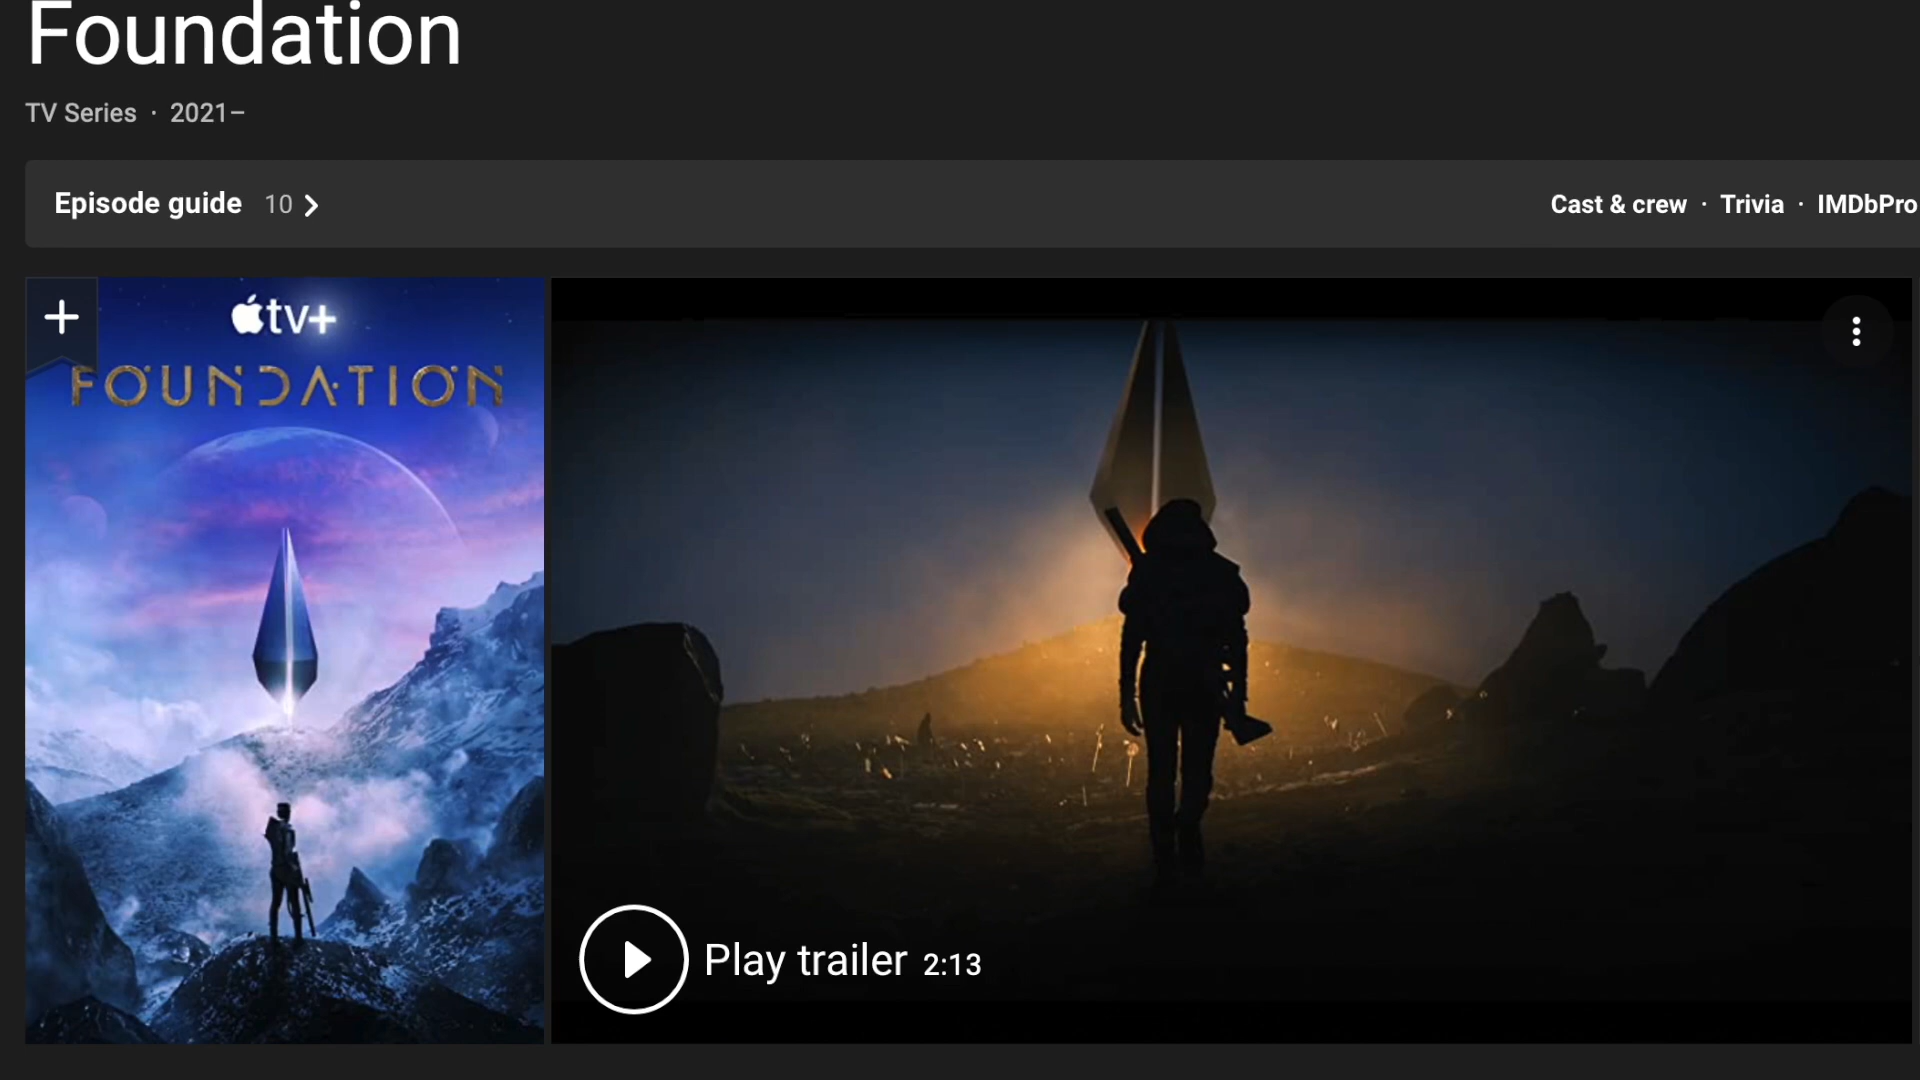 Foundation
TV Series · 2021–
Episode guide 10
Cast & crew · Trivia · IMDbPro
tv+
FOUNDATION
Play trailer 2:13